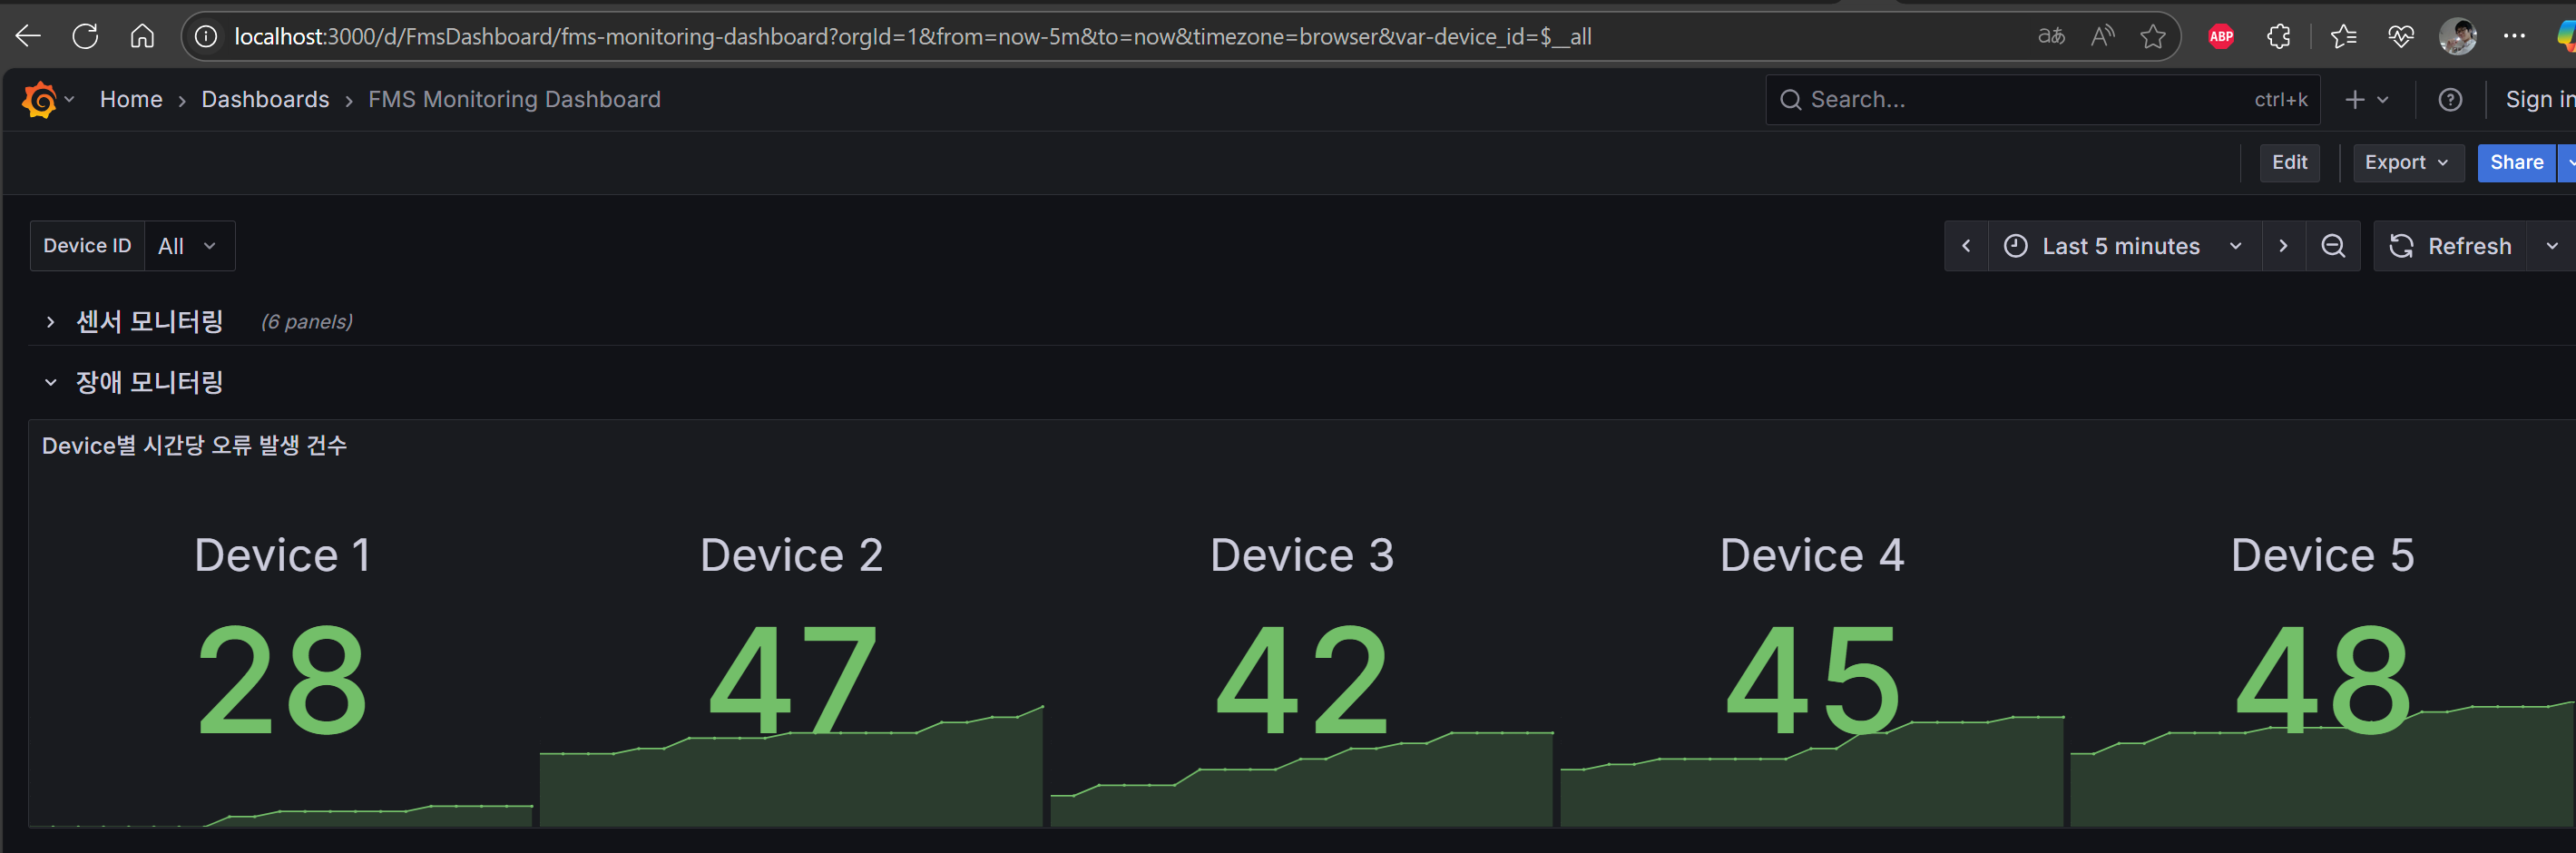 localhost:3000/d/FmsDashboard/fms-monitoring-dashboard?orgId=1&from=now-5m&to=now&timezone=browser&var-device_id=$__all
aあ
A
ABP
Home > Dashboards > FMS Monitoring Dashboard
Search...
ctrl+k
Sign in
Edit
Export
Share
Device ID
All
Last 5 minutes
Refresh
센서 모니터링 (6 panels)
장애 모니터링
Device별 시간당 오류 발생 건수
Device 1
28
Device 2
47
Device 3
42
Device 4
45
Device 5
48